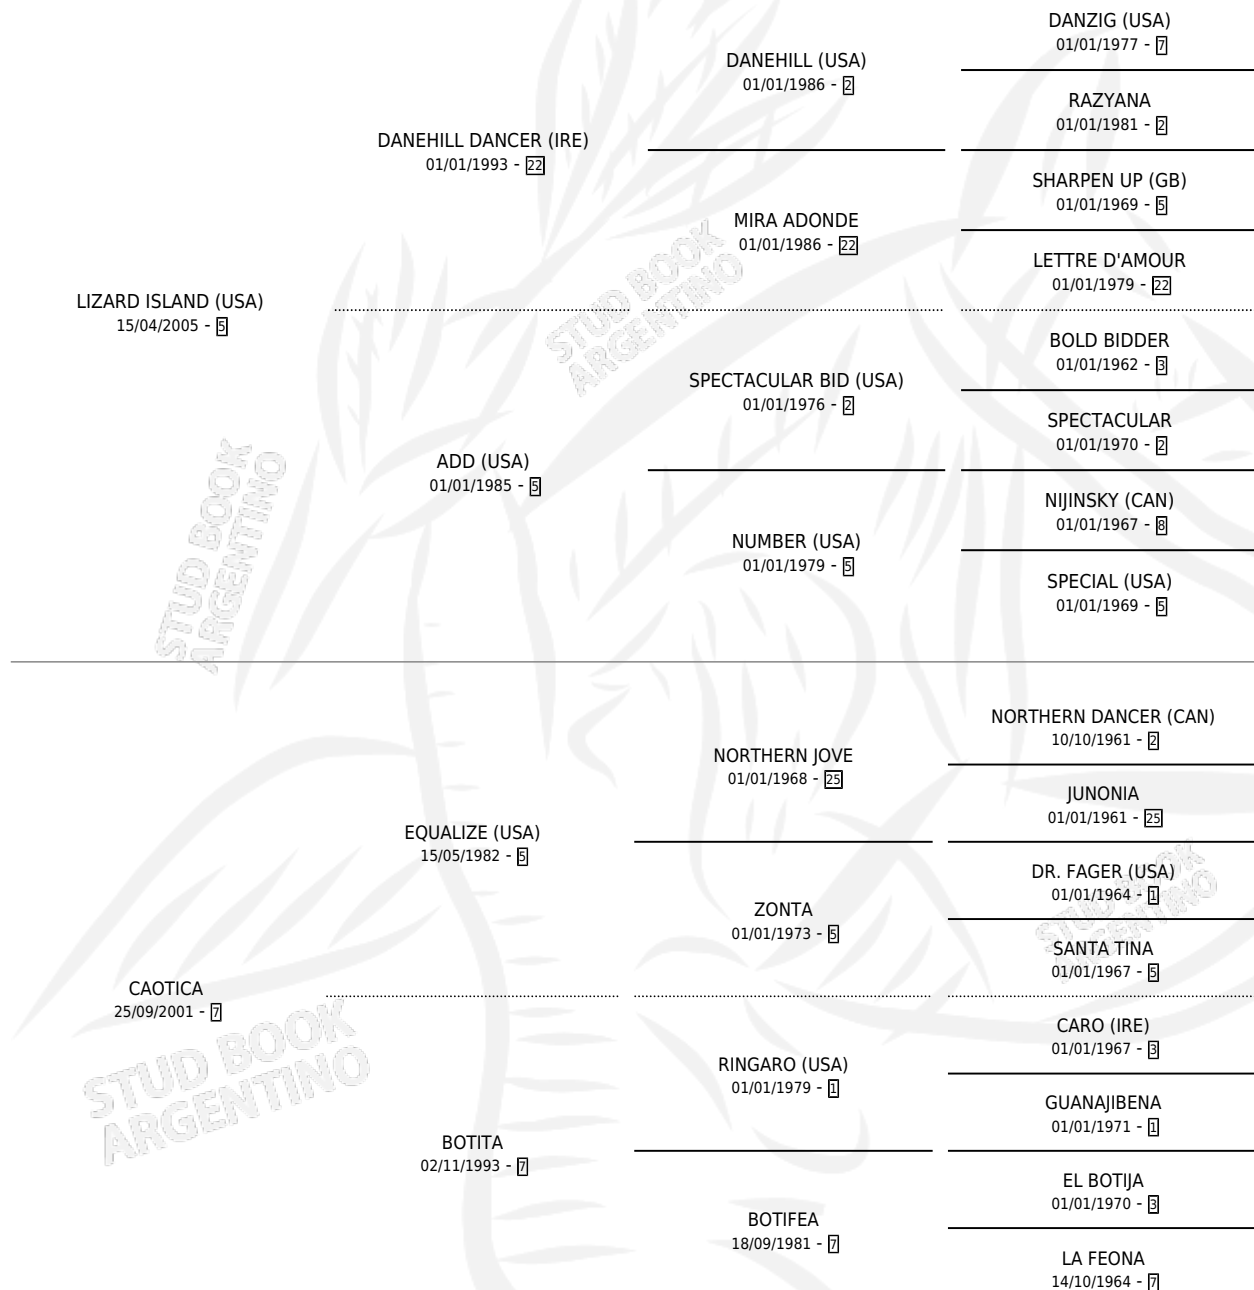 DANZIG (USA)
01/01/1977 - 7
DANEHILL (USA)
01/01/1986 - 2
RAZYANA
01/01/1981 - 2
DANEHILL DANCER (IRE)
01/01/1993 - 22
SHARPEN UP (GB)
01/01/1969 - 5
MIRA ADONDE
01/01/1986 - 22
LETTRE D'AMOUR
01/01/1979 - 22
LIZARD ISLAND (USA)
15/04/2005 - 5
BOLD BIDDER
01/01/1962 - 3
SPECTACULAR BID (USA)
01/01/1976 - 2
SPECTACULAR
01/01/1970 - 2
ADD (USA)
01/01/1985 - 5
NIJINSKY (CAN)
01/01/1967 - 8
NUMBER (USA)
01/01/1979 - 5
SPECIAL (USA)
01/01/1969 - 5
NORTHERN DANCER (CAN)
10/10/1961 - 2
NORTHERN JOVE
01/01/1968 - 25
JUNONIA
01/01/1961 - 25
EQUALIZE (USA)
15/05/1982 - 5
DR. FAGER (USA)
01/01/1964 - 1
ZONTA
01/01/1973 - 5
SANTA TINA
01/01/1967 - 5
CAOTICA
25/09/2001 - 7
CARO (IRE)
01/01/1967 - 3
RINGARO (USA)
01/01/1979 - 1
GUANAJIBENA
01/01/1971 - 1
BOTITA
02/11/1993 - 7
EL BOTIJA
01/01/1970 - 3
BOTIFEA
18/09/1981 - 7
LA FEONA
14/10/1964 - 7
STUD BOOK
ARGENTINO
STUD BOOK
ARGENTINO
STUD BOOK
ARGENTINO
STUD BOOK
ARGENTINO